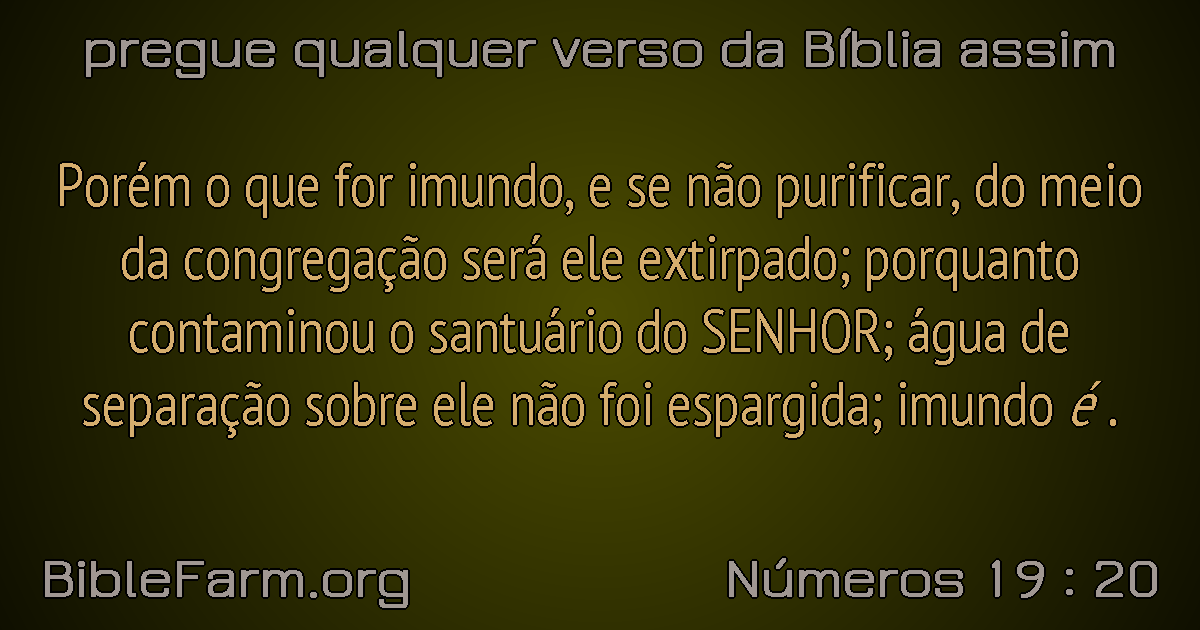 pregue qualquer verso da Bíblia assim
Porém o que for imundo, e se não purificar, do meio
da congregação será ele extirpado; porquanto
contaminou o santuário do SENHOR; água de
separação sobre ele não foi espargida; imundo é .
BibleFarm.org
Números 19 : 20